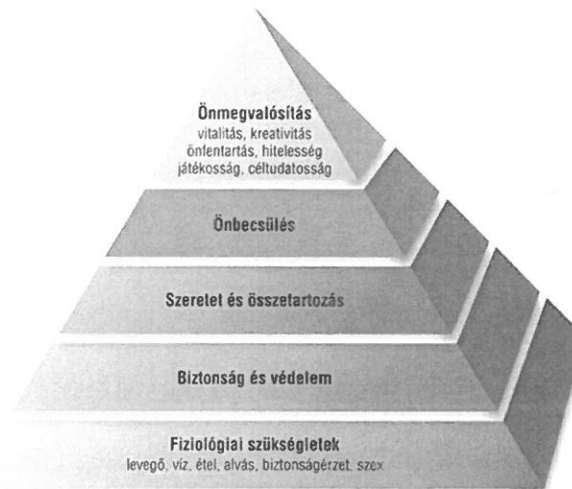 Önmegvalósítás
vitalitás, kreativitás
önfentartás, hitelesség
játékosság, céltudatosság
Önbecsülés
Szeretet és összetartozás
Biztonság és védelem
Fiziológiai szükségletek
levegő, víz, étel, alvás, biztonságérzet, szex